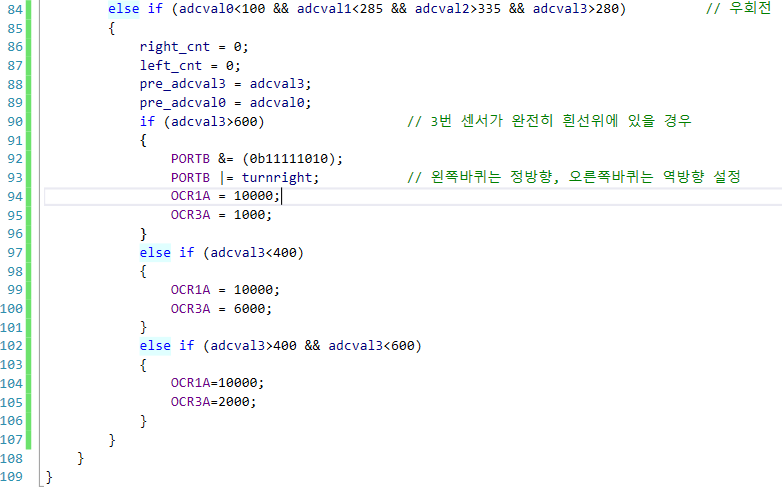 84 else if (adcval0<100 && adcval1<285 && adcval2>335 && adcval3>280) // 우회전
85 {
86 right_cnt = 0;
87 left_cnt = 0;
88 pre_adcval3 = adcval3;
89 pre_adcval0 = adcval0;
90 if (adcval3>600) // 3번 센서가 완전히 흰선위에 있을 경우
91 {
92 PORTB &= (0b11111010);
93 PORTB |= turnright; // 왼쪽바퀴는 정방향, 오른쪽바퀴는 역방향 설정
94 OCR1A = 10000;
95 OCR3A = 1000;
96 }
97 else if (adcval3<400)
98 {
99 OCR1A = 10000;
100 OCR3A = 6000;
101 }
102 else if (adcval3>400 && adcval3<600)
103 {
104 OCR1A=10000;
105 OCR3A=2000;
106 }
107 }
108 }
109 }